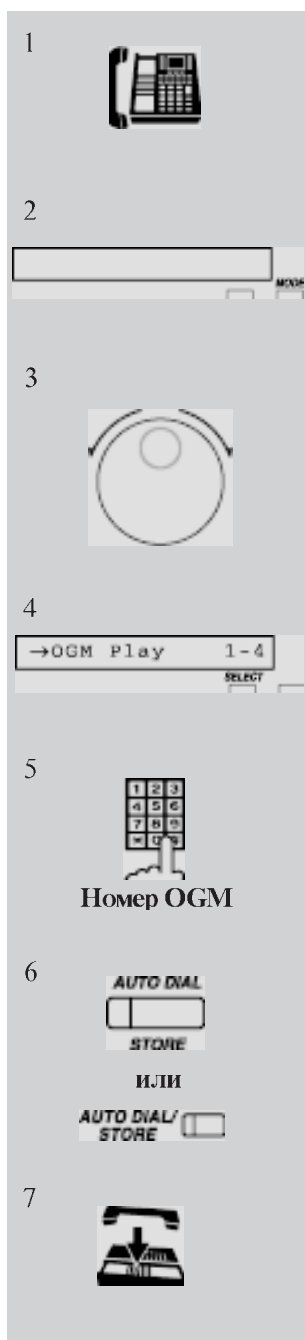 1
2
MODE
3
4
→OGM Play 1-4
SELECT
5
1 2 3
4 5 6
7 8 9
* 0
Номер OGM
6
AUTO DIAL
STORE
или
AUTO DIAL/
STORE
7